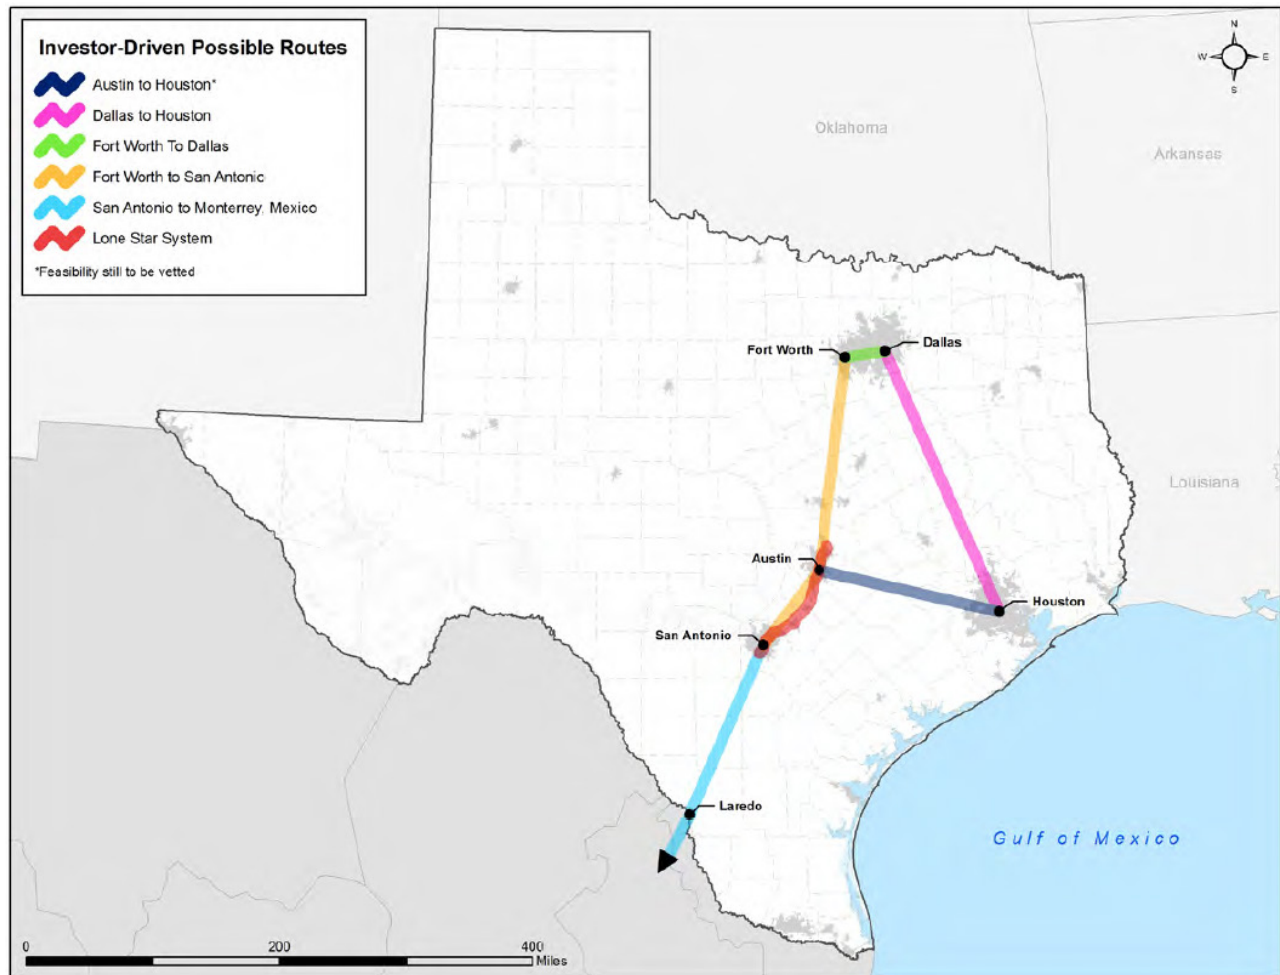 Investor-Driven Possible Routes
Austin to Houston*
Dallas to Houston
Fort Worth To Dallas
Fort Worth to San Antonio
San Antonio to Monterrey, Mexico
Lone Star System
*Feasibility still to be vetted
N
W E
S
Oklahoma
Arkansas
Fort Worth
Dallas
Louisiana
Austin
Houston
San Antonio
Laredo
Gulf of Mexico
0 200 400
Miles